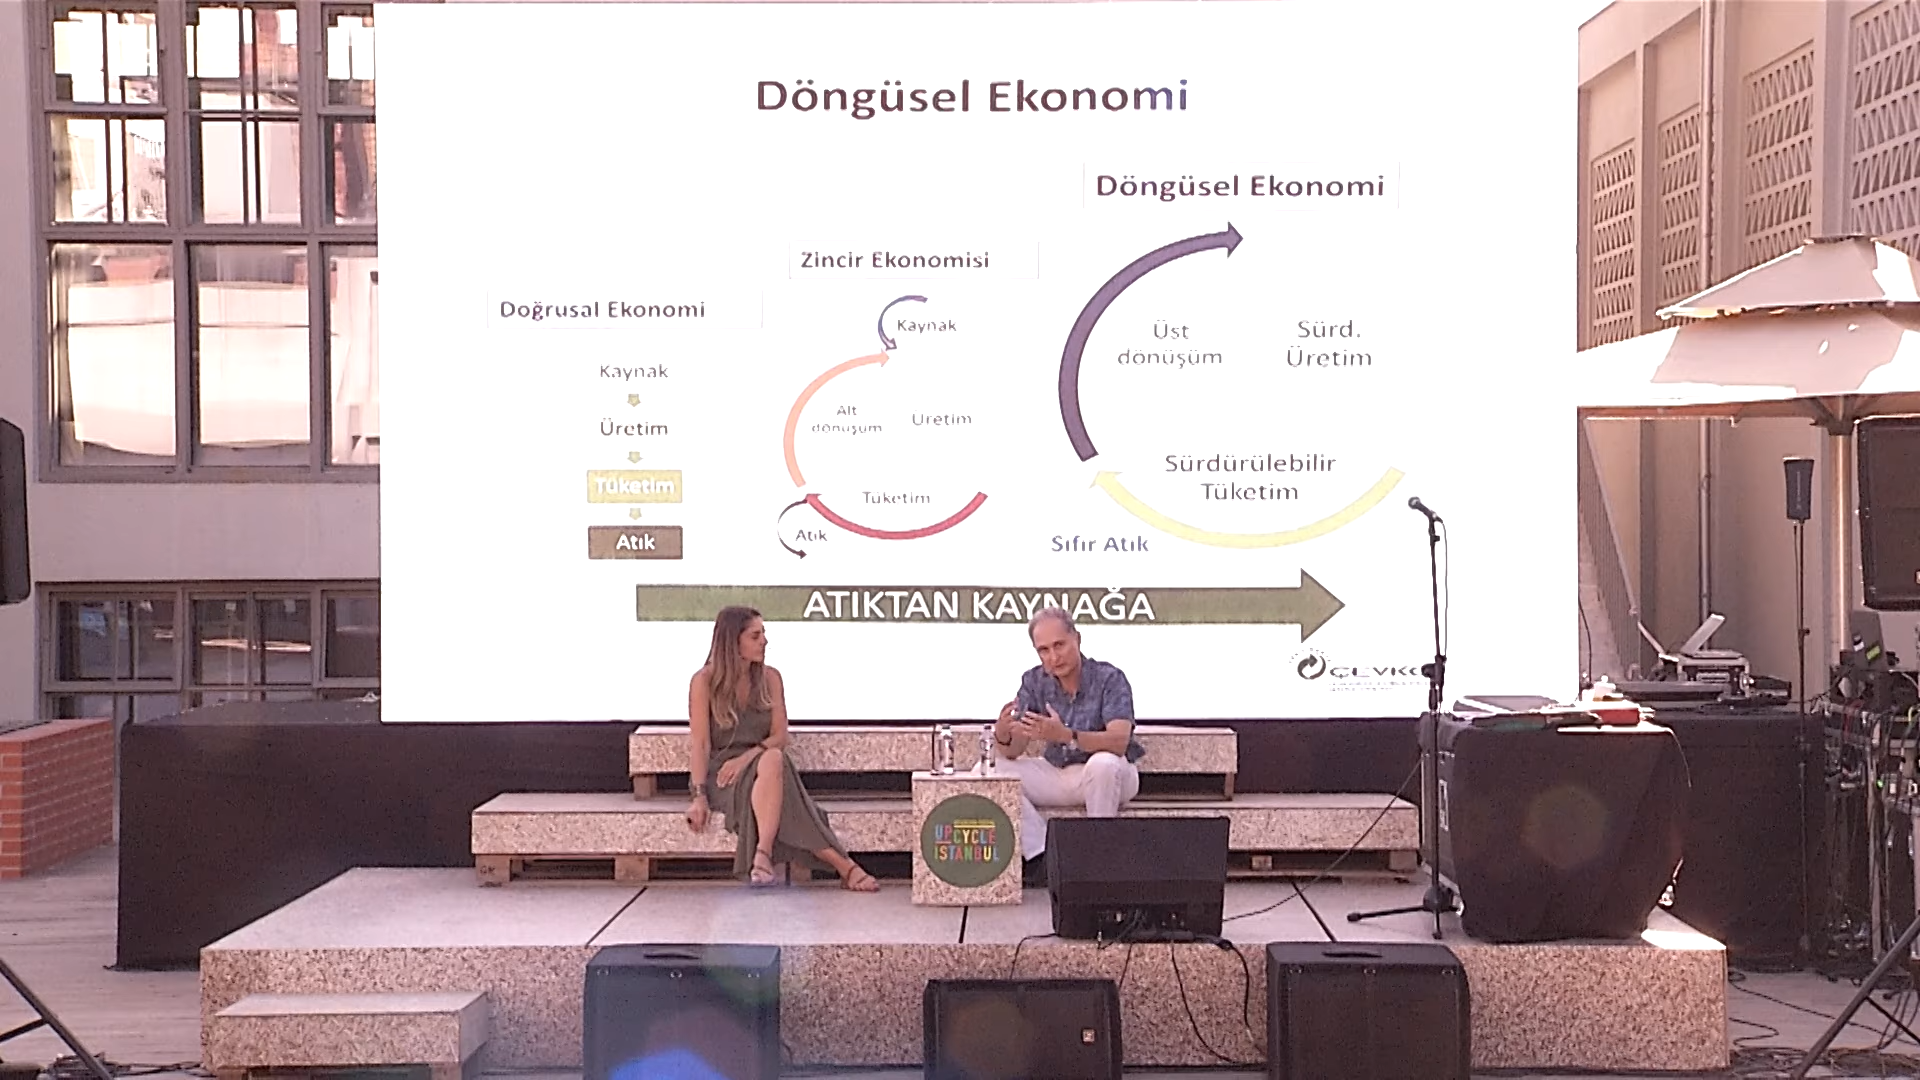 Döngüsel Ekonomi
Doğrusal Ekonomi
Kaynak
Üretim
Tüketim
Atık
Zincir Ekonomisi
Kaynak
Alt
dönüşüm
Üretim
Tüketim
Atık
Döngüsel Ekonomi
Üst
dönüşüm
Sürd.
Üretim
Sürdürülebilir
Tüketim
Sıfır Atık
ATIKTAN KAYNAĞA
ÇEVKO
UPCYCLE
ISTANBUL